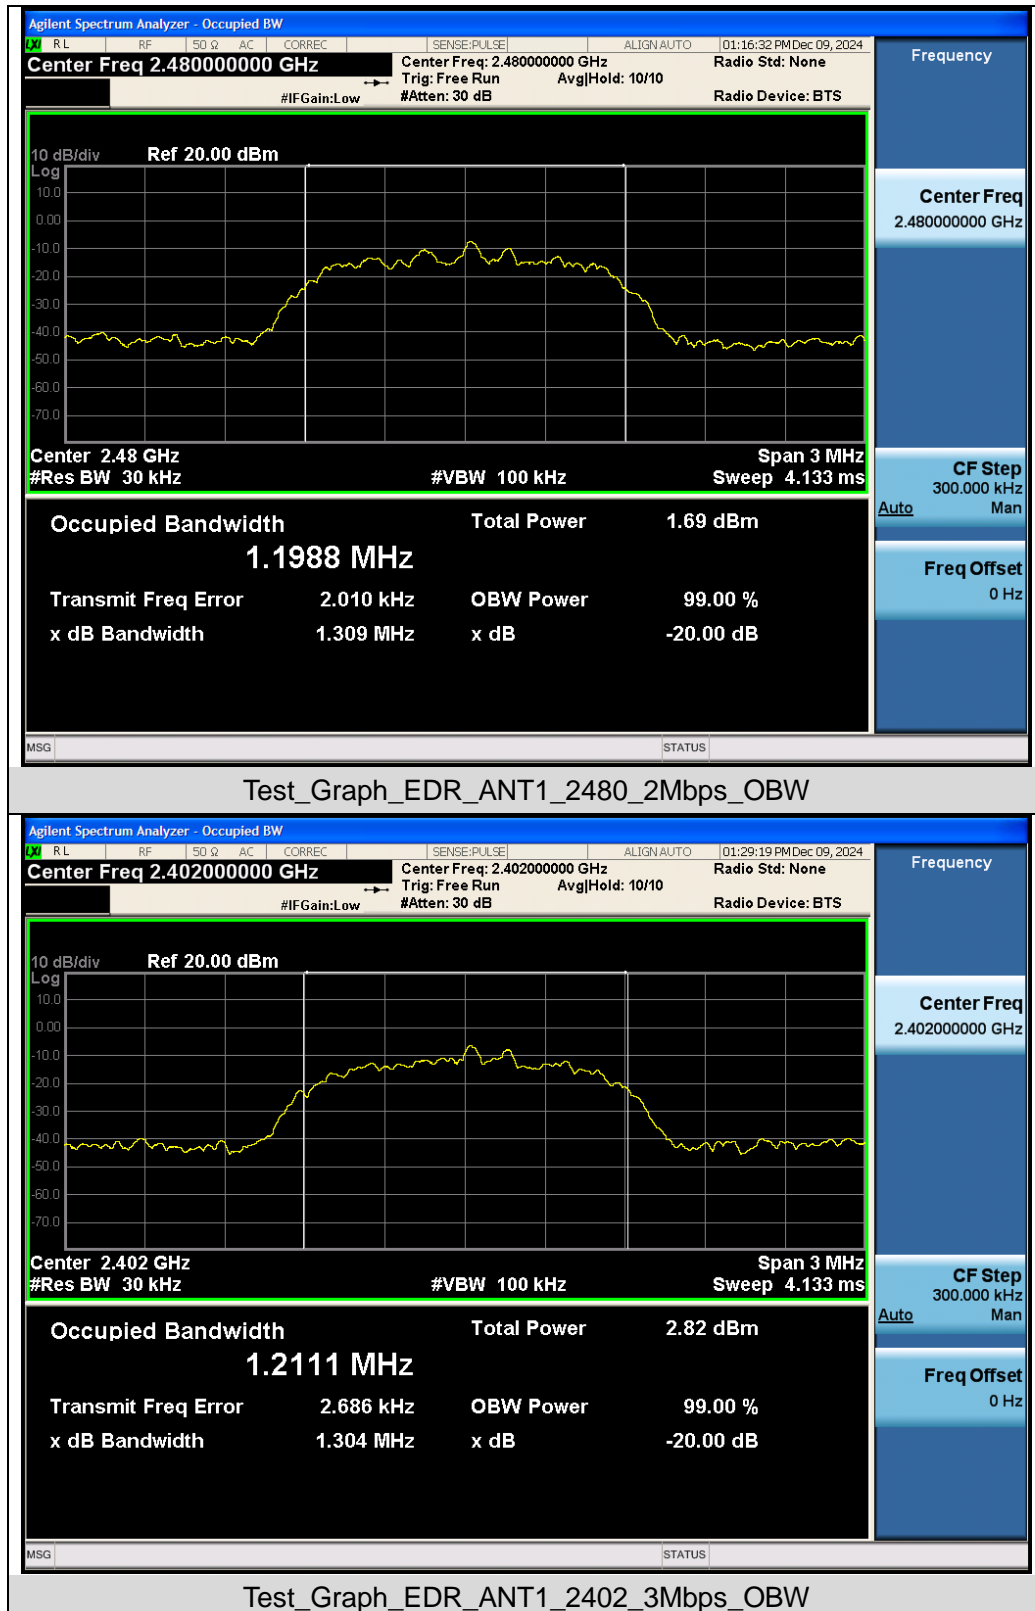 Agilent Spectrum Analyzer - Occupied BW
LXI RL RF 50 Ω AC CORREC SENSE:PULSE ALIGN AUTO 01:16:32 PM Dec 09, 2024
Center Freq 2.480000000 GHz
Center Freq: 2.480000000 GHz
Radio Std: None
Trig: Free Run Avg|Hold: 10/10
#IFGain:Low
#Atten: 30 dB
Radio Device: BTS
Frequency
10 dB/div Ref 20.00 dBm
Log
10.0
0.00
-10.0
-20.0
-30.0
-40.0
-50.0
-60.0
-70.0
Center 2.48 GHz Span 3 MHz
#Res BW 30 kHz #VBW 100 kHz Sweep 4.133 ms
Center Freq
2.480000000 GHz
CF Step
300.000 kHz
Auto Man
Freq Offset
0 Hz
Occupied Bandwidth Total Power 1.69 dBm
1.1988 MHz
Transmit Freq Error 2.010 kHz OBW Power 99.00 %
x dB Bandwidth 1.309 MHz x dB -20.00 dB
MSG STATUS
Test_Graph_EDR_ANT1_2480_2Mbps_OBW
Agilent Spectrum Analyzer - Occupied BW
LXI RL RF 50 Ω AC CORREC SENSE:PULSE ALIGN AUTO 01:29:19 PM Dec 09, 2024
Center Freq 2.402000000 GHz
Center Freq: 2.402000000 GHz
Radio Std: None
Trig: Free Run Avg|Hold: 10/10
#IFGain:Low
#Atten: 30 dB
Radio Device: BTS
Frequency
10 dB/div Ref 20.00 dBm
Log
10.0
0.00
-10.0
-20.0
-30.0
-40.0
-50.0
-60.0
-70.0
Center 2.402 GHz Span 3 MHz
#Res BW 30 kHz #VBW 100 kHz Sweep 4.133 ms
Center Freq
2.402000000 GHz
CF Step
300.000 kHz
Auto Man
Freq Offset
0 Hz
Occupied Bandwidth Total Power 2.82 dBm
1.2111 MHz
Transmit Freq Error 2.686 kHz OBW Power 99.00 %
x dB Bandwidth 1.304 MHz x dB -20.00 dB
MSG STATUS
Test_Graph_EDR_ANT1_2402_3Mbps_OBW